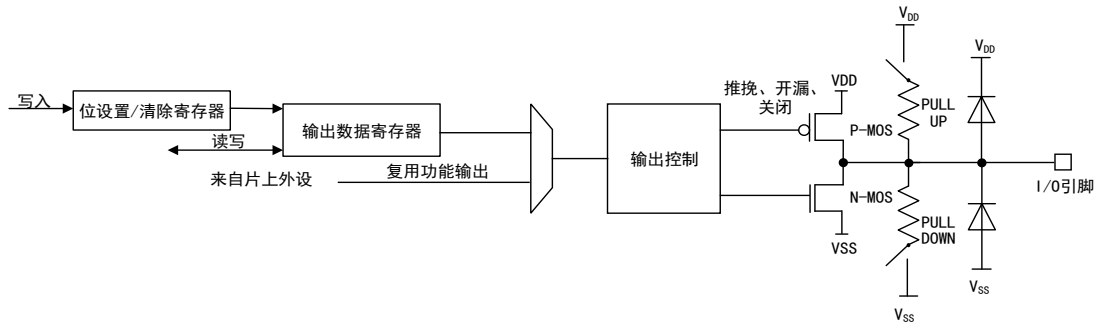 写入
位设置/清除寄存器
读写
输出数据寄存器
来自片上外设
复用功能输出
输出控制
推挽、开漏、
关闭
VDD
P-MOS
N-MOS
VSS
VDD
PULL
UP
PULL
DOWN
VSS
VDD
VSS
I/O引脚